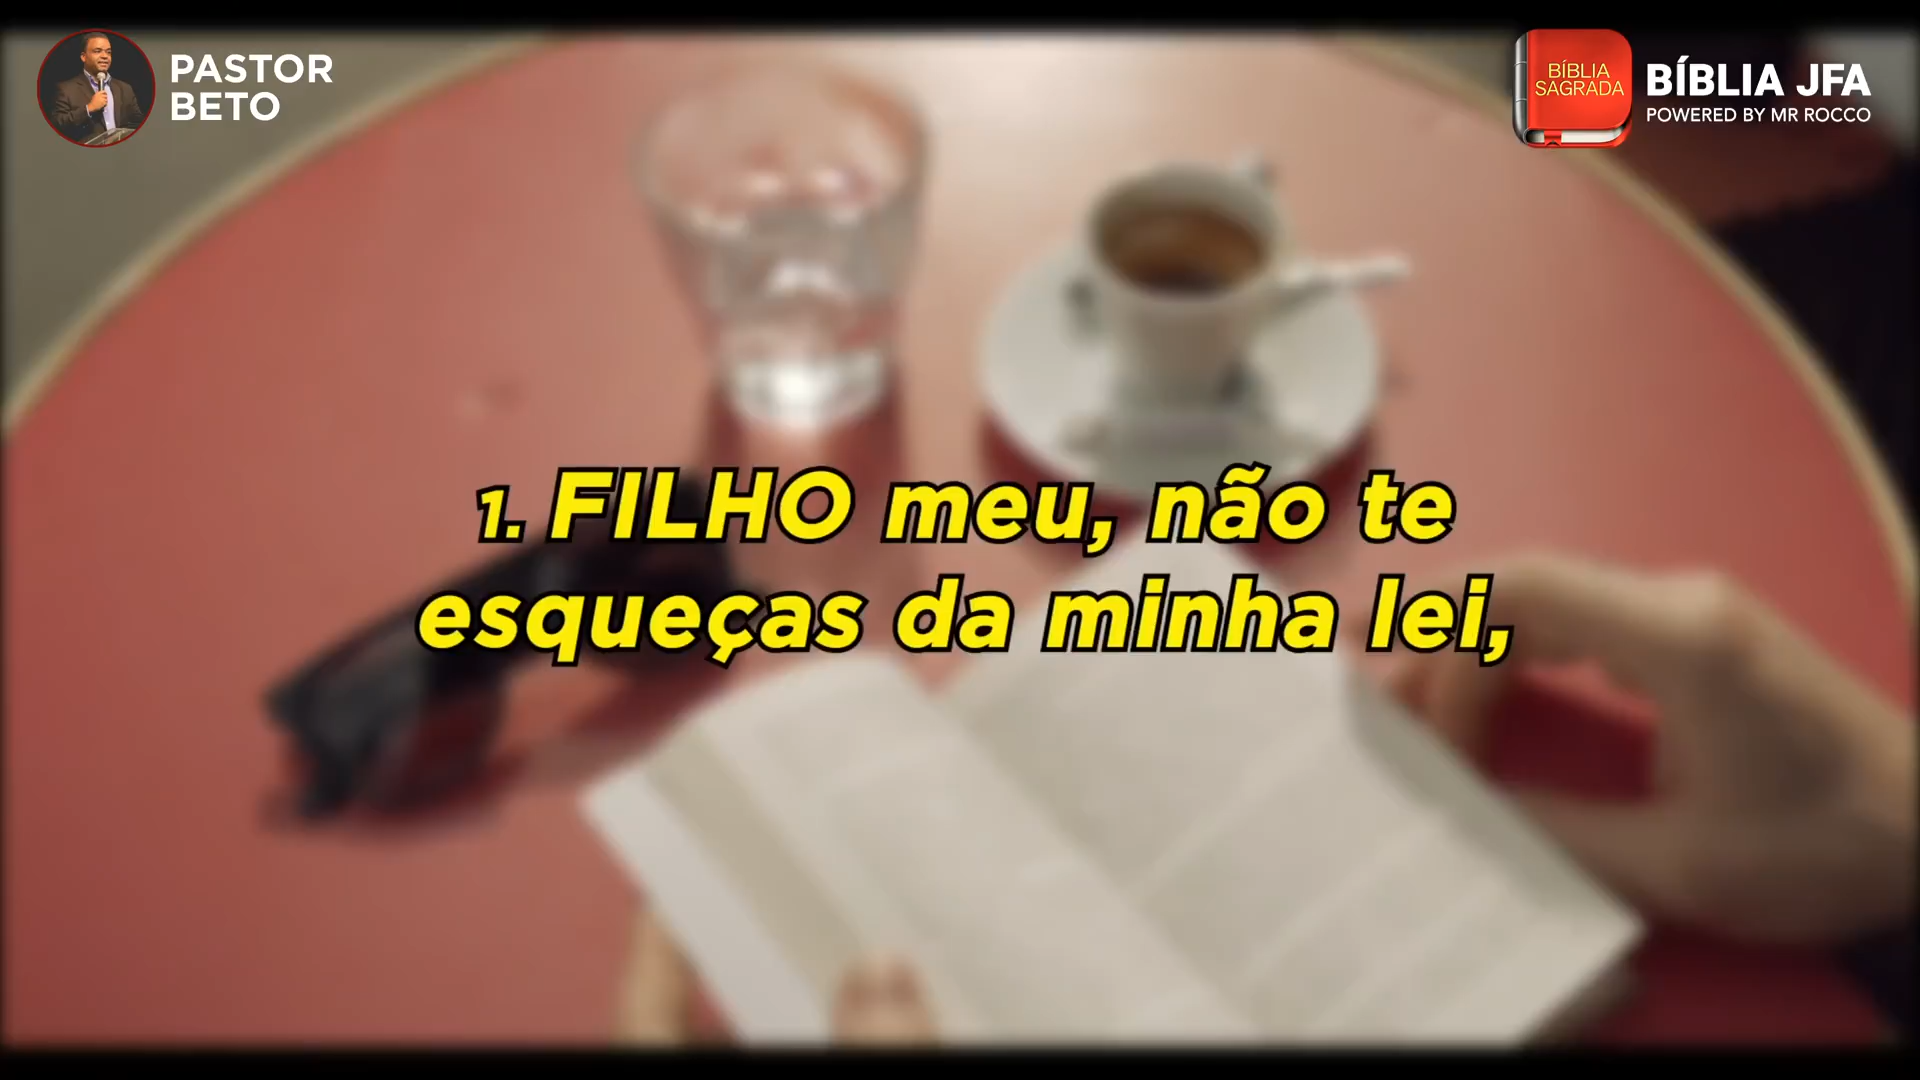 PASTOR
BETO
BÍBLIA
SAGRADA
BÍBLIA JFA
POWERED BY MR ROCCO
1. FILHO meu, não te
esqueças da minha lei,